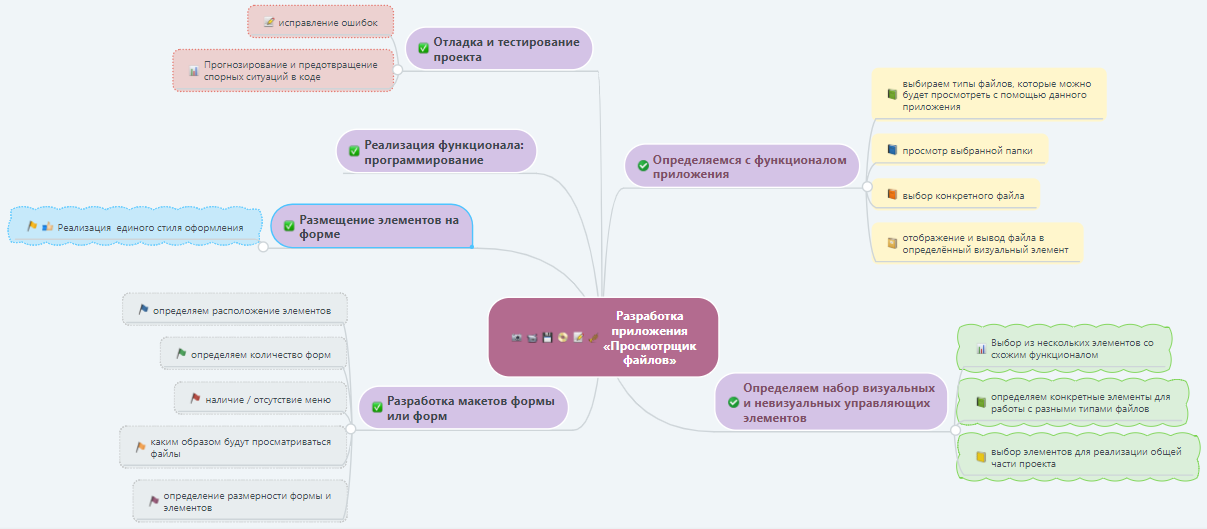 Разработка
приложения
«Просмотрщик
файлов»
Определяемся с функционалом
приложения
выбираем типы файлов, которые можно
будет просмотреть с помощью данного
приложения
просмотр выбранной папки
выбор конкретного файла
отображение и вывод файла в
определённый визуальный элемент
Определяем набор визуальных
и невизуальных управляющих
элементов
Выбор из нескольких элементов со
схожим функционалом
определяем конкретные элементы для
работы с разными типами файлов
выбор элементов для реализации общей
части проекта
Разработка макетов формы
или форм
определяем расположение элементов
определяем количество форм
наличие / отсутствие меню
каким образом будут просматриваться
файлы
определение размерности формы и
элементов
Размещение элементов на
форме
Реализация единого стиля оформления
Реализация функционала:
программирование
Отладка и тестирование
проекта
исправление ошибок
Прогнозирование и предотвращение
спорных ситуаций в коде